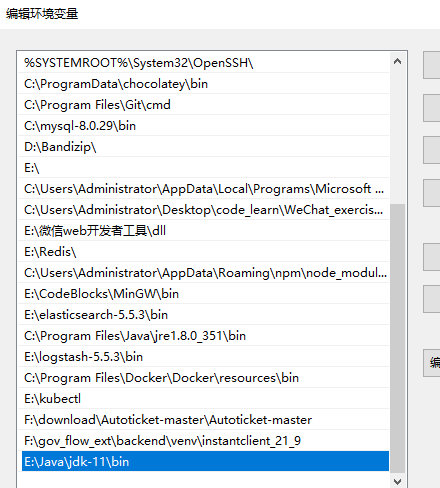 编辑环境变量
%SYSTEMROOT%\System32\OpenSSH\
C:\ProgramData\chocolatey\bin
C:\Program Files\Git\cmd
C:\mysql-8.0.29\bin
D:\Bandizip\
E:\
C:\Users\Administrator\AppData\Local\Programs\Microsoft ...
C:\Users\Administrator\Desktop\code_learn\WeChat_exercis...
E:\微信web开发者工具\dll
E:\Redis\
C:\Users\Administrator\AppData\Roaming\npm\node_modul...
E:\CodeBlocks\MinGW\bin
E:\elasticsearch-5.5.3\bin
C:\Program Files\Java\jre1.8.0_351\bin
E:\logstash-5.5.3\bin
C:\Program Files\Docker\Docker\resources\bin
编
E:\kubectl
F:\download\Autoticket-master\Autoticket-master
F:\gov_flow_ext\backend\venv\instantclient_21_9
E:\Java\jdk-11\bin